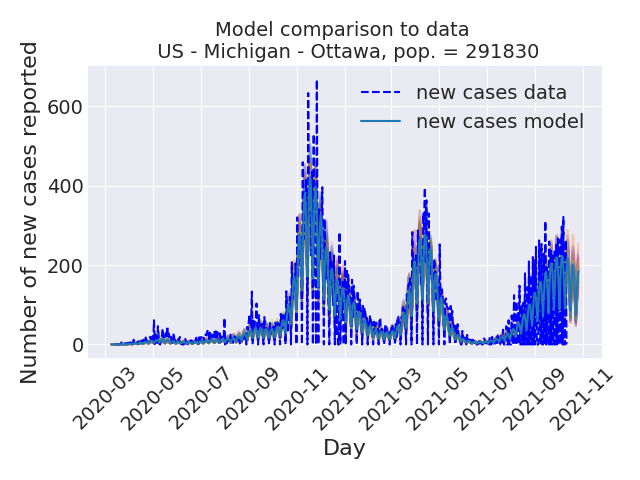 Model comparison to data
US - Michigan - Ottawa, pop. = 291830
Number of new cases reported
600
400
200
0
new cases data
new cases model
2020-03
2020-05
2020-07
2020-09
2020-11
2021-01
2021-03
2021-05
2021-07
2021-09
2021-11
Day